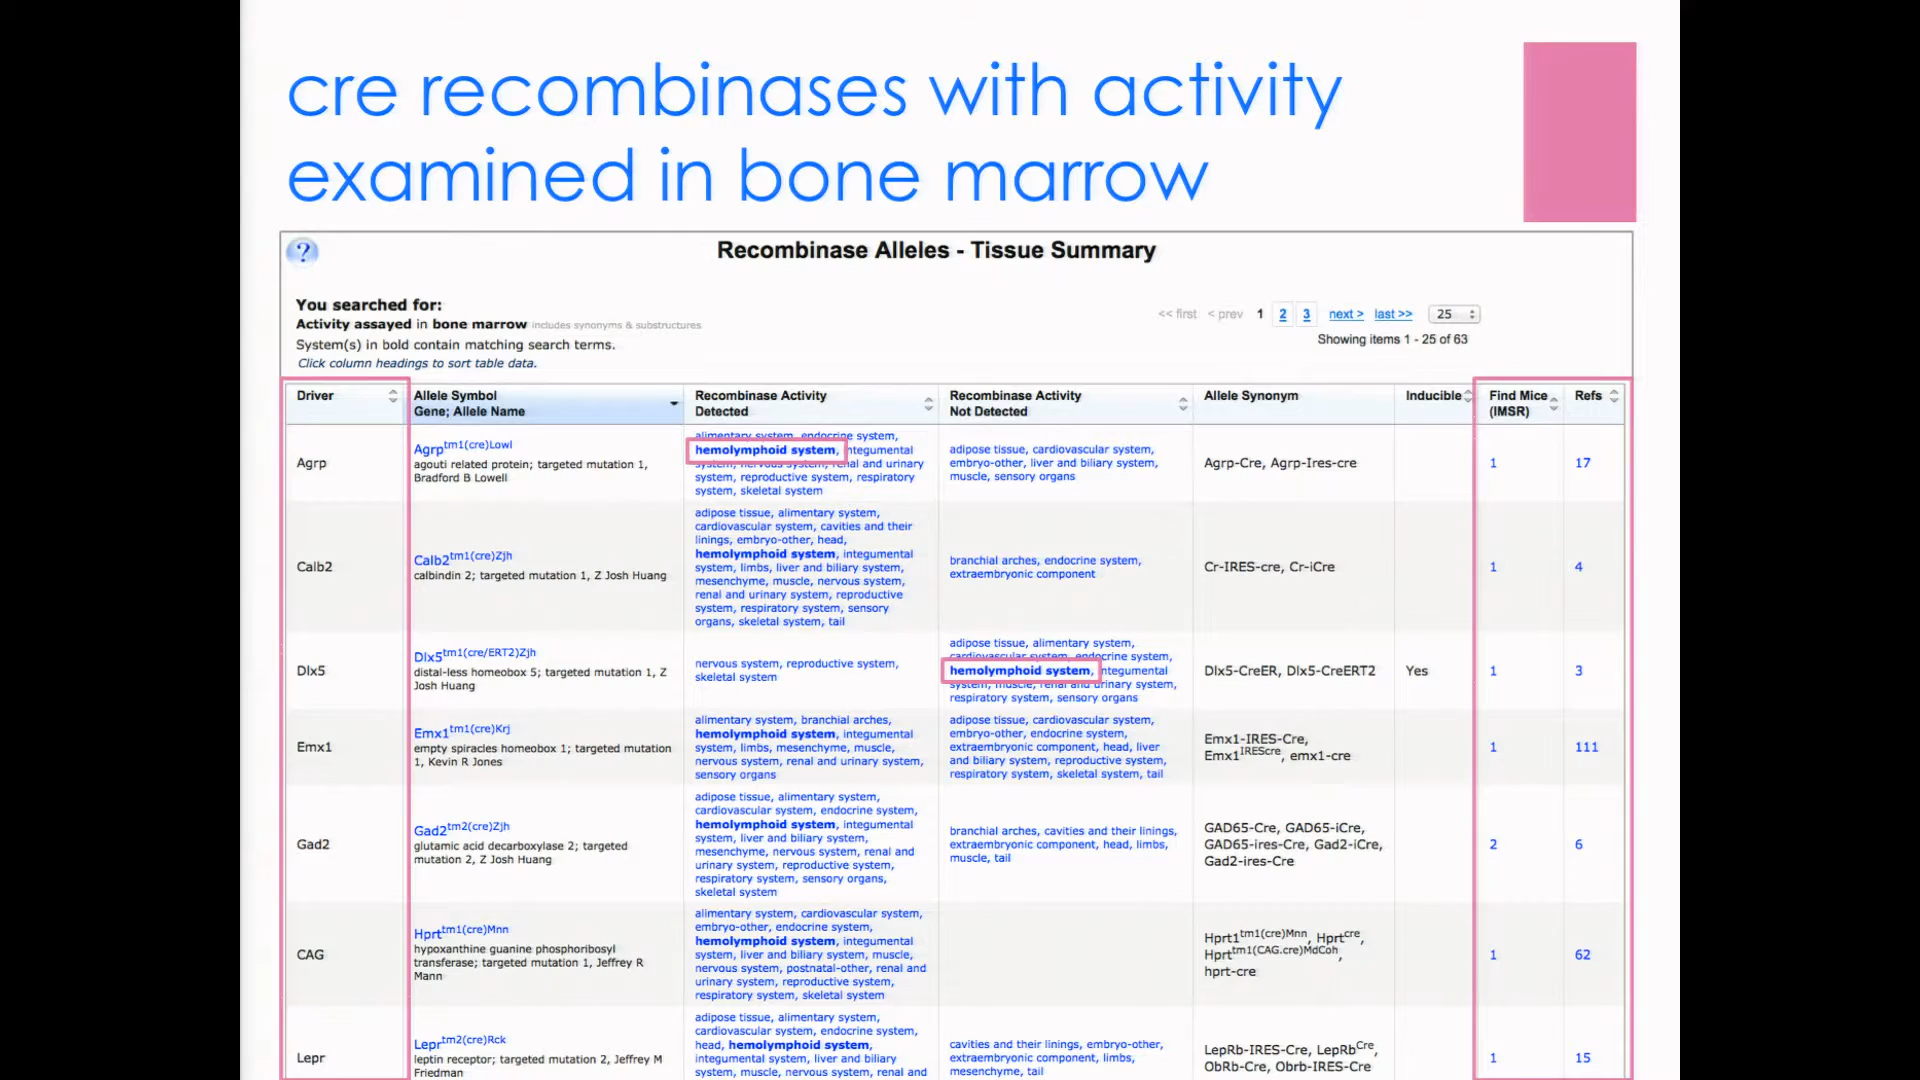 cre recombinases with activity
examined in bone marrow
?
Recombinase Alleles - Tissue Summary
You searched for:
Activity assayed in bone marrow includes synonyms & substructures
System(s) in bold contain matching search terms.
Click column headings to sort table data.
<< first < prev 1 2 3 next > last >> 25
Showing items 1 - 25 of 63
Driver
Allele Symbol
Gene; Allele Name
Recombinase Activity
Detected
Recombinase Activity
Not Detected
Allele Synonym
Inducible
Find Mice
(IMSR)
Refs
Agrp
Agrptm1(cre)Lowl
agouti related protein; targeted mutation 1,
Bradford B Lowell
alimentary system, endocrine system,
hemolymphoid system, integumental
system, nervous system, renal and urinary
system, reproductive system, respiratory
system, skeletal system
adipose tissue, cardiovascular system,
embryo-other, liver and biliary system,
muscle, sensory organs
Agrp-Cre, Agrp-Ires-cre
1
17
Calb2
Calb2tm1(cre)Zjh
calbindin 2; targeted mutation 1, Z Josh Huang
adipose tissue, alimentary system,
cardiovascular system, cavities and their
linings, embryo-other, head,
hemolymphoid system, integumental
system, limbs, liver and biliary system,
mesenchyme, muscle, nervous system,
renal and urinary system, reproductive
system, respiratory system, sensory
organs, skeletal system, tail
branchial arches, endocrine system,
extraembryonic component
Cr-IRES-cre, Cr-iCre
1
4
Dlx5
Dlx5tm1(cre/ERT2)Zjh
distal-less homeobox 5; targeted mutation 1, Z
Josh Huang
nervous system, reproductive system,
skeletal system
adipose tissue, alimentary system,
cardiovascular system, endocrine system,
hemolymphoid system, integumental
system, muscle, renal and urinary system,
respiratory system, sensory organs
Dlx5-CreER, Dlx5-CreERT2
Yes
1
3
Emx1
Emx1tm1(cre)Krj
empty spiracles homeobox 1; targeted mutation
1, Kevin R Jones
alimentary system, branchial arches,
hemolymphoid system, integumental
system, limbs, mesenchyme, muscle,
nervous system, renal and urinary system,
sensory organs
adipose tissue, cardiovascular system,
embryo-other, endocrine system,
extraembryonic component, head, liver
and biliary system, reproductive system,
respiratory system, skeletal system, tail
Emx1-IRES-Cre,
Emx1IREScre, emx1-cre
1
111
Gad2
Gad2tm2(cre)Zjh
glutamic acid decarboxylase 2; targeted
mutation 2, Z Josh Huang
adipose tissue, alimentary system,
cardiovascular system, endocrine system,
hemolymphoid system, integumental
system, liver and biliary system,
mesenchyme, nervous system, renal and
urinary system, reproductive system,
respiratory system, sensory organs,
skeletal system
branchial arches, cavities and their linings,
extraembryonic component, head, limbs,
muscle, tail
GAD65-Cre, GAD65-iCre,
GAD65-ires-Cre, Gad2-iCre,
Gad2-ires-Cre
2
6
CAG
Hprttm1(cre)Mnn
hypoxanthine guanine phosphoribosyl
transferase; targeted mutation 1, Jeffrey R
Mann
alimentary system, cardiovascular system,
embryo-other, endocrine system,
hemolymphoid system, integumental
system, liver and biliary system, muscle,
nervous system, postnatal-other, renal and
urinary system, reproductive system,
respiratory system, skeletal system
Hprt1tm1(cre)Mnn, Hprtcre,
Hprttm1(CAG.cre)MdCoh,
hprt-cre
1
62
Lepr
Leprtm2(cre)Rck
leptin receptor; targeted mutation 2, Jeffrey M
Friedman
adipose tissue, alimentary system,
cardiovascular system, endocrine system,
head, hemolymphoid system,
integumental system, liver and biliary
system, muscle, nervous system, renal and
cavities and their linings, embryo-other,
extraembryonic component, limbs,
mesenchyme, tail
LepRb-IRES-Cre, LepRbCre,
ObRb-Cre, Obrb-IRES-Cre
1
15